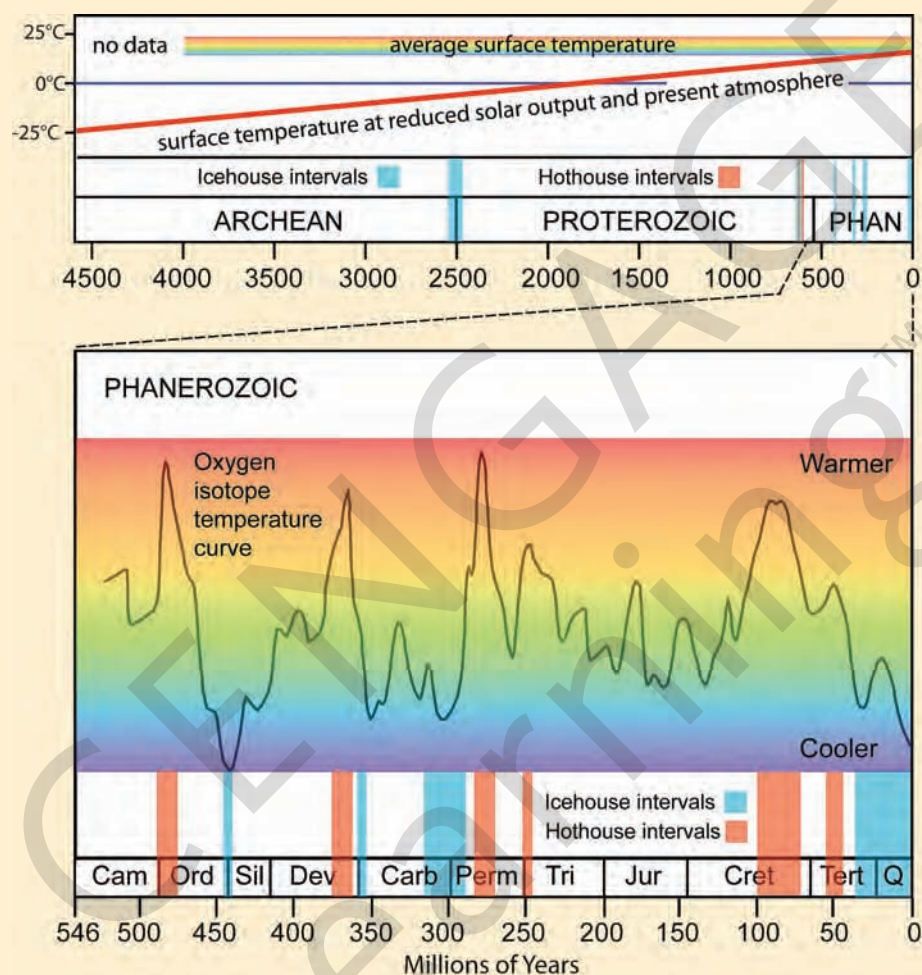 25°C
no data
average surface temperature
0°C
-25°C
surface temperature at reduced solar output and present atmosphere
Icehouse intervals
Hothouse intervals
ARCHEAN
PROTEROZOIC
PHAN
4500 4000 3500 3000 2500 2000 1500 1000 500 0
PHANEROZOIC
Oxygen
isotope
temperature
curve
Warmer
Cooler
Icehouse intervals
Hothouse intervals
Cam Ord Sil Dev Carb Perm Tri Jur Cret Tert Q
546 500 450 400 350 300 250 200 150 100 50 0
Millions of Years
CENGAGE
Learning™